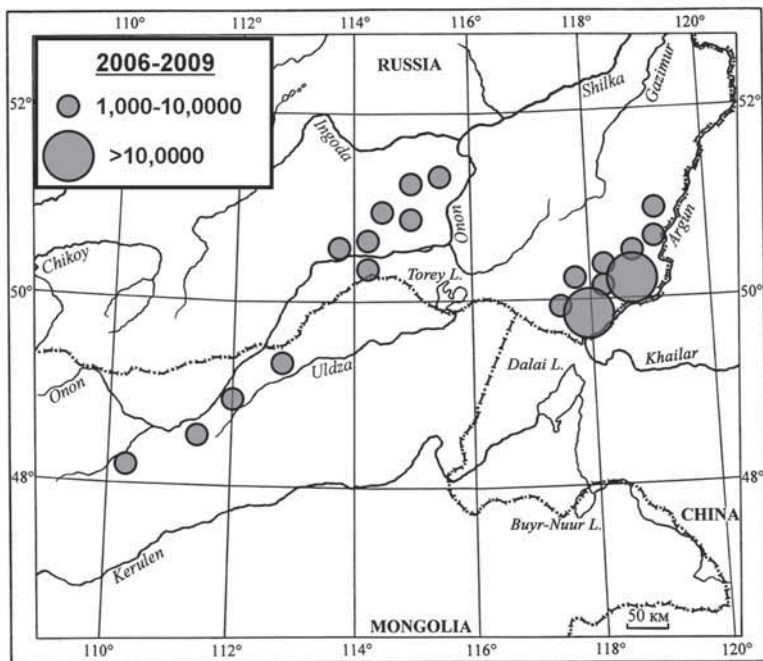 110° 112° 114° 116° 118° 120°
2006-2009
1,000-10,0000
>10,0000
RUSSIA
Shilka
Gazimur
52° 52°
Ingoda
Onon
Argun
Chikoy
Torey L.
50° 50°
Onon
Uldza
Dalai L.
Khailar
48° 48°
Buyr-Nuur L.
CHINA
Kerulen
MONGOLIA
50 км
110° 112° 114° 116° 118° 120°